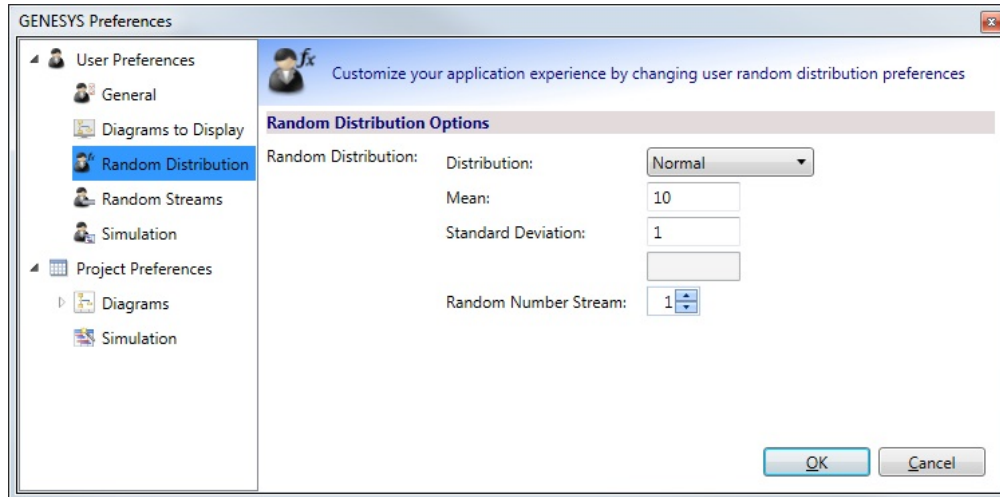 GENESYS Preferences
User Preferences
General
Diagrams to Display
Random Distribution
Random Streams
Simulation
Project Preferences
Diagrams
Simulation
fx
Customize your application experience by changing user random distribution preferences
Random Distribution Options
Random Distribution:
Distribution: Normal
Mean: 10
Standard Deviation: 1
Random Number Stream: 1
OK Cancel